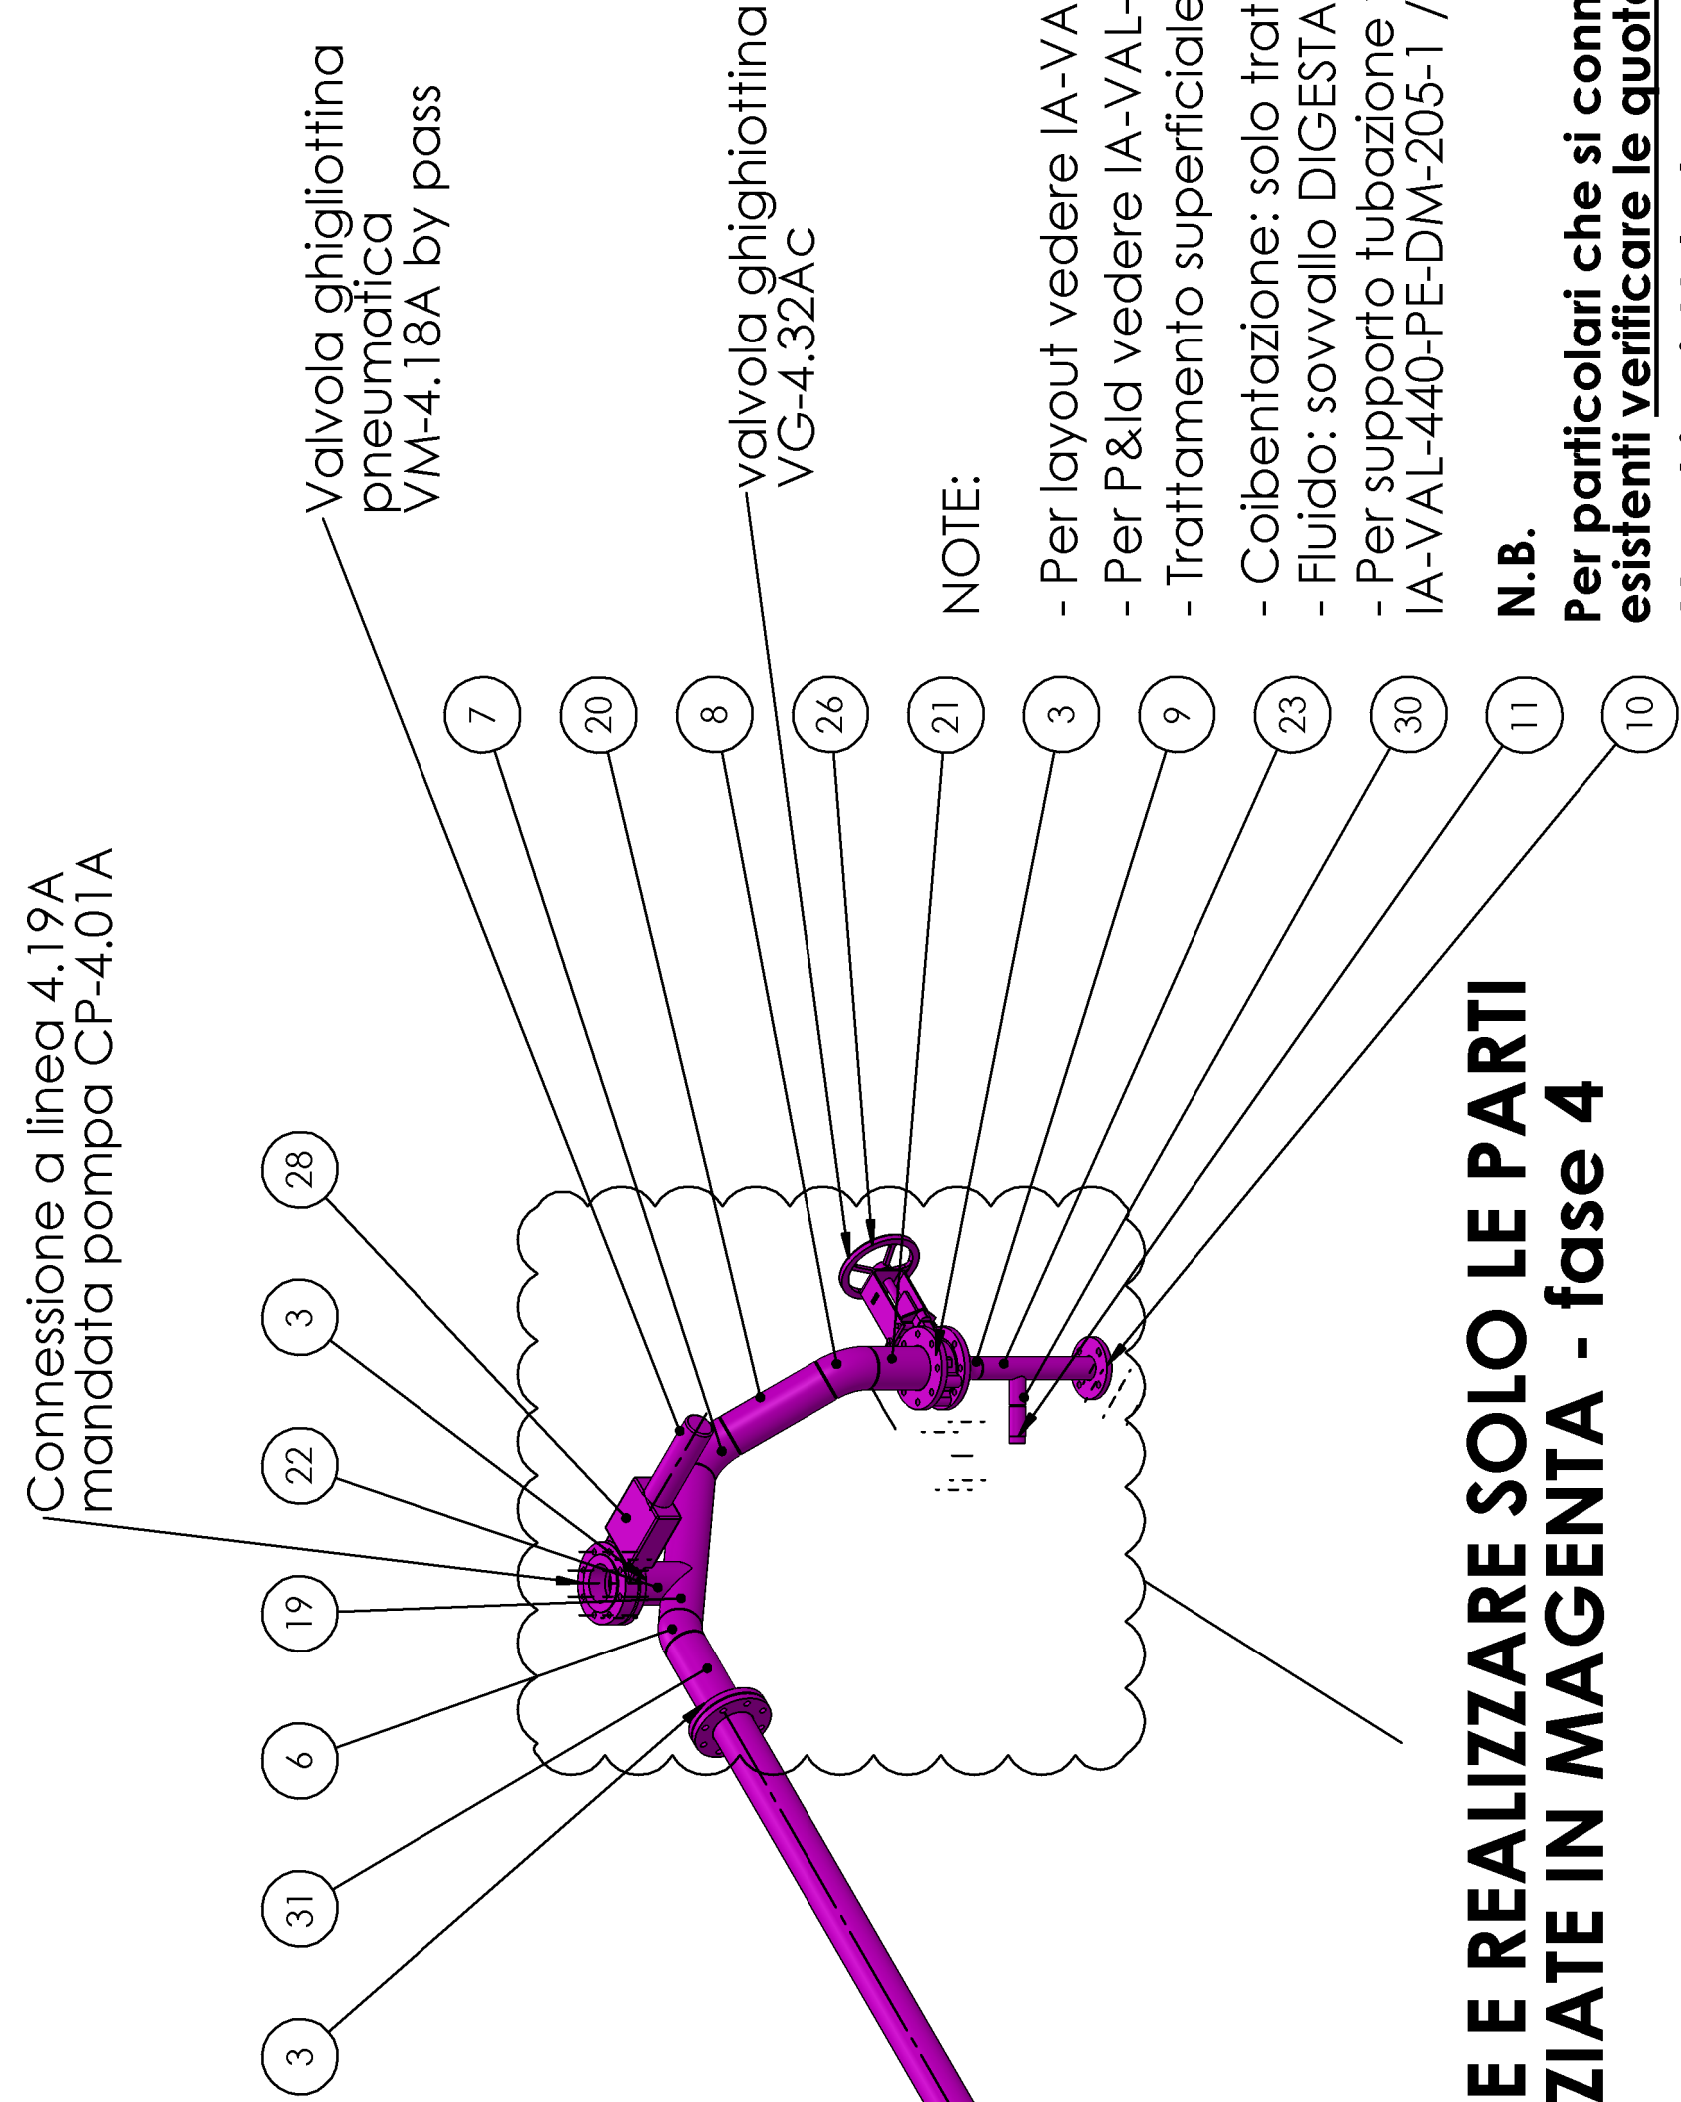 Connessione a linea 4.19A
mandata pompa CP-4.01A
3
31
6
19
22
3
28
Valvola ghigliottina
pneumatica
VM-4.18A by pass
valvola ghighiottina
VG-4.32Ac
7
20
8
26
21
3
9
23
30
11
10
NOTE:
- Per layout vedere IA-VA
- Per P&Id vedere IA-VAL-
- Trattamento superficiale
- Coibentazione: solo trat
- Fluido: sovvallo DIGESTA
- Per supporto tubazione
IA-VAL-440-PE-DM-205-1 /
N.B.
Per particolari che si conn
esistenti verificare le quote
E E REALIZZARE SOLO LE PARTI
ZIATE IN MAGENTA - fase 4